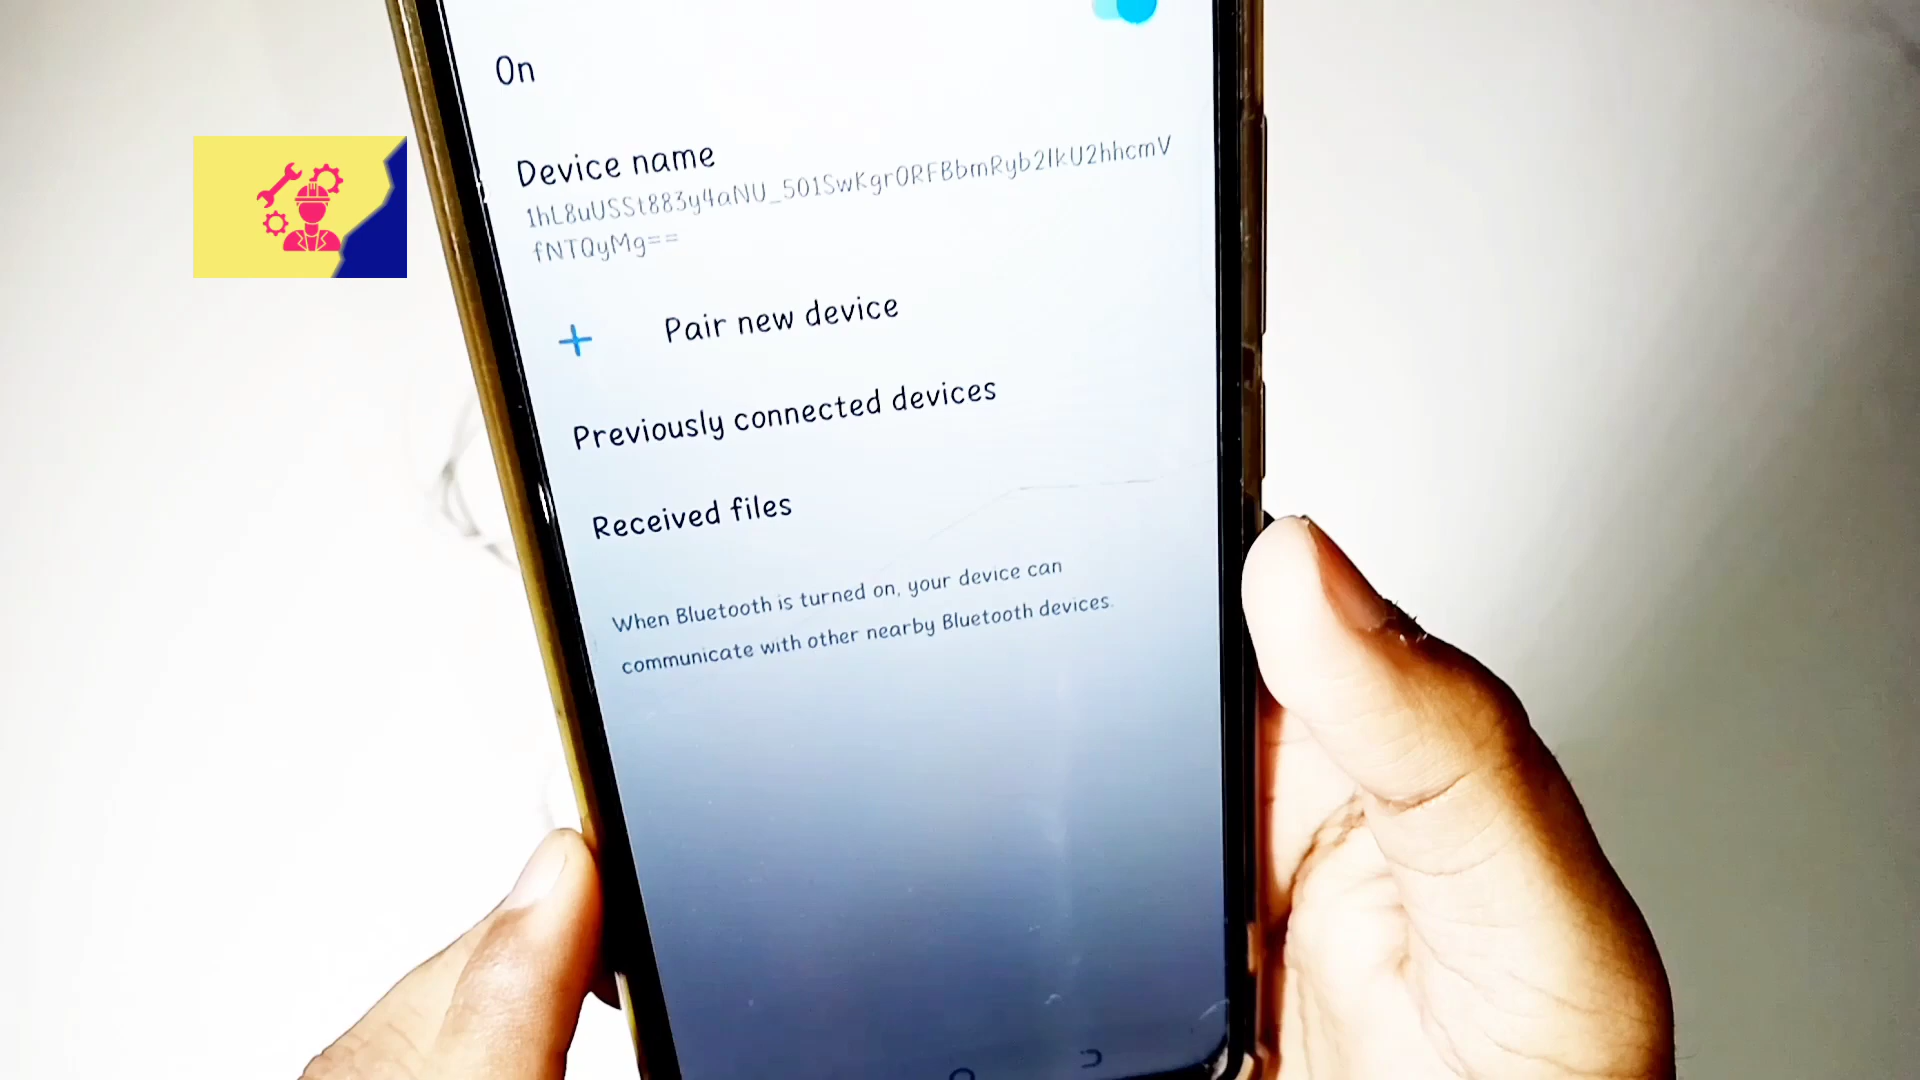 On
Device name
1hL8uUSSt883y4aNU_501SwKgrORFBbmRyb2lkU2hhcmV
fNTQyMg==
Pair new device
Previously connected devices
Received files
When Bluetooth is turned on, your device can
communicate with other nearby Bluetooth devices.